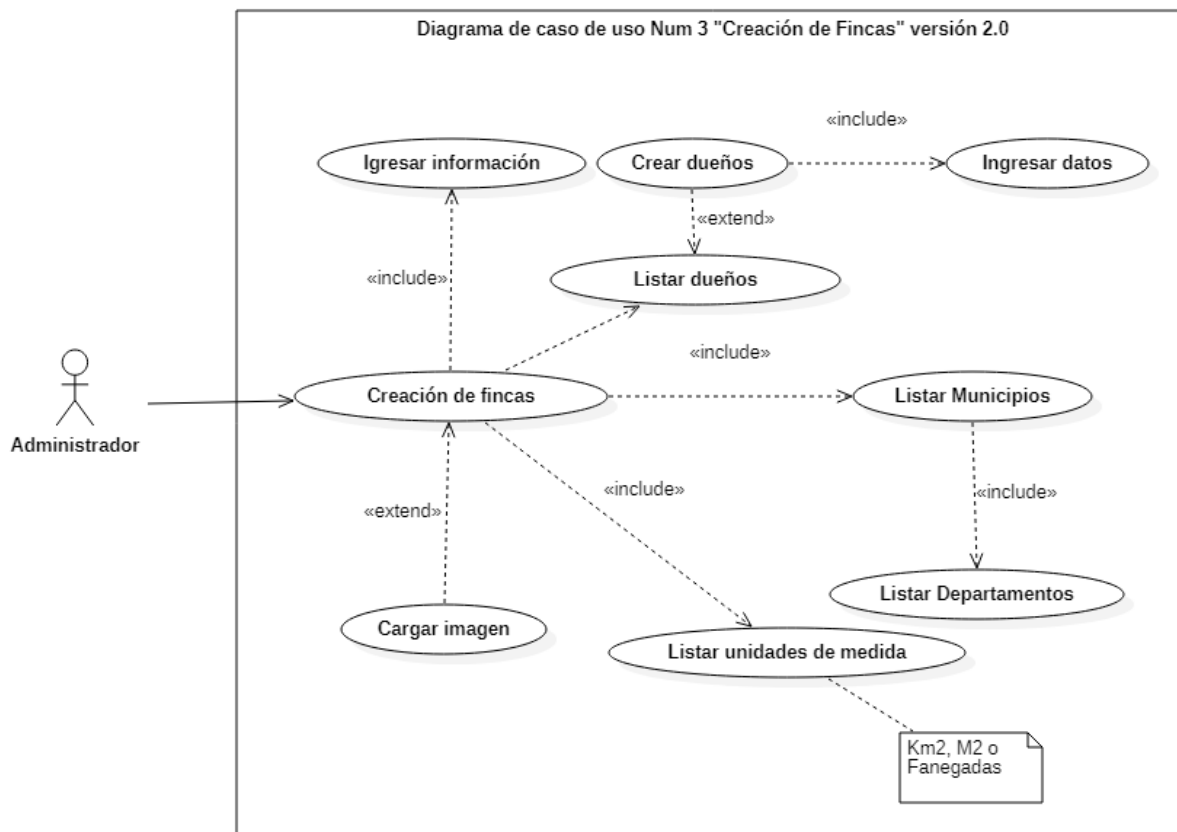 Diagrama de caso de uso Num 3 "Creación de Fincas" versión 2.0
«include»
Igresar información
Crear dueños
Ingresar datos
«extend»
«include»
Listar dueños
«include»
Creación de fincas
Listar Municipios
Administrador
«include»
«include»
«extend»
Listar Departamentos
Cargar imagen
Listar unidades de medida
Km2, M2 o
Fanegadas